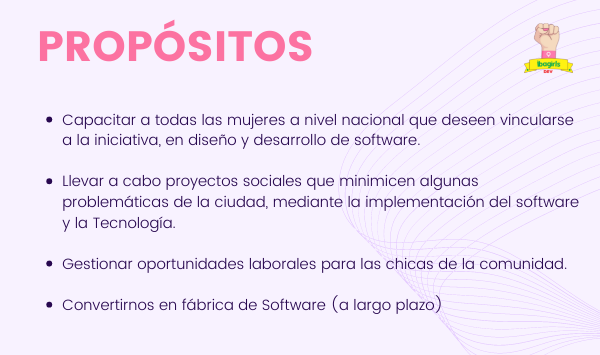 PROPÓSITOS
Ibagirls
DEV
Capacitar a todas las mujeres a nivel nacional que deseen vincularse
a la iniciativa, en diseño y desarrollo de software.
Llevar a cabo proyectos sociales que minimicen algunas
problemáticas de la ciudad, mediante la implementación del software
y la Tecnología.
Gestionar oportunidades laborales para las chicas de la comunidad.
Convertirnos en fábrica de Software (a largo plazo)